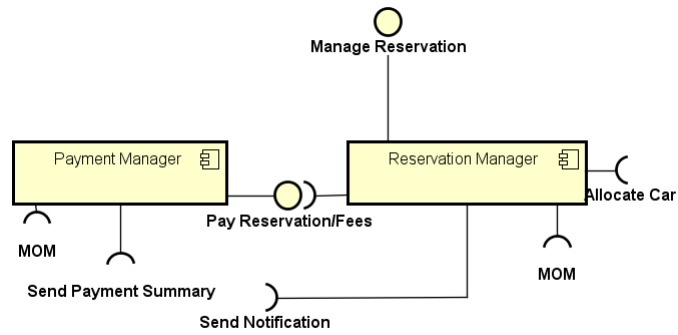 Manage Reservation
Payment Manager
Reservation Manager
Allocate Car
Pay Reservation/Fees
MOM
MOM
Send Payment Summary
Send Notification